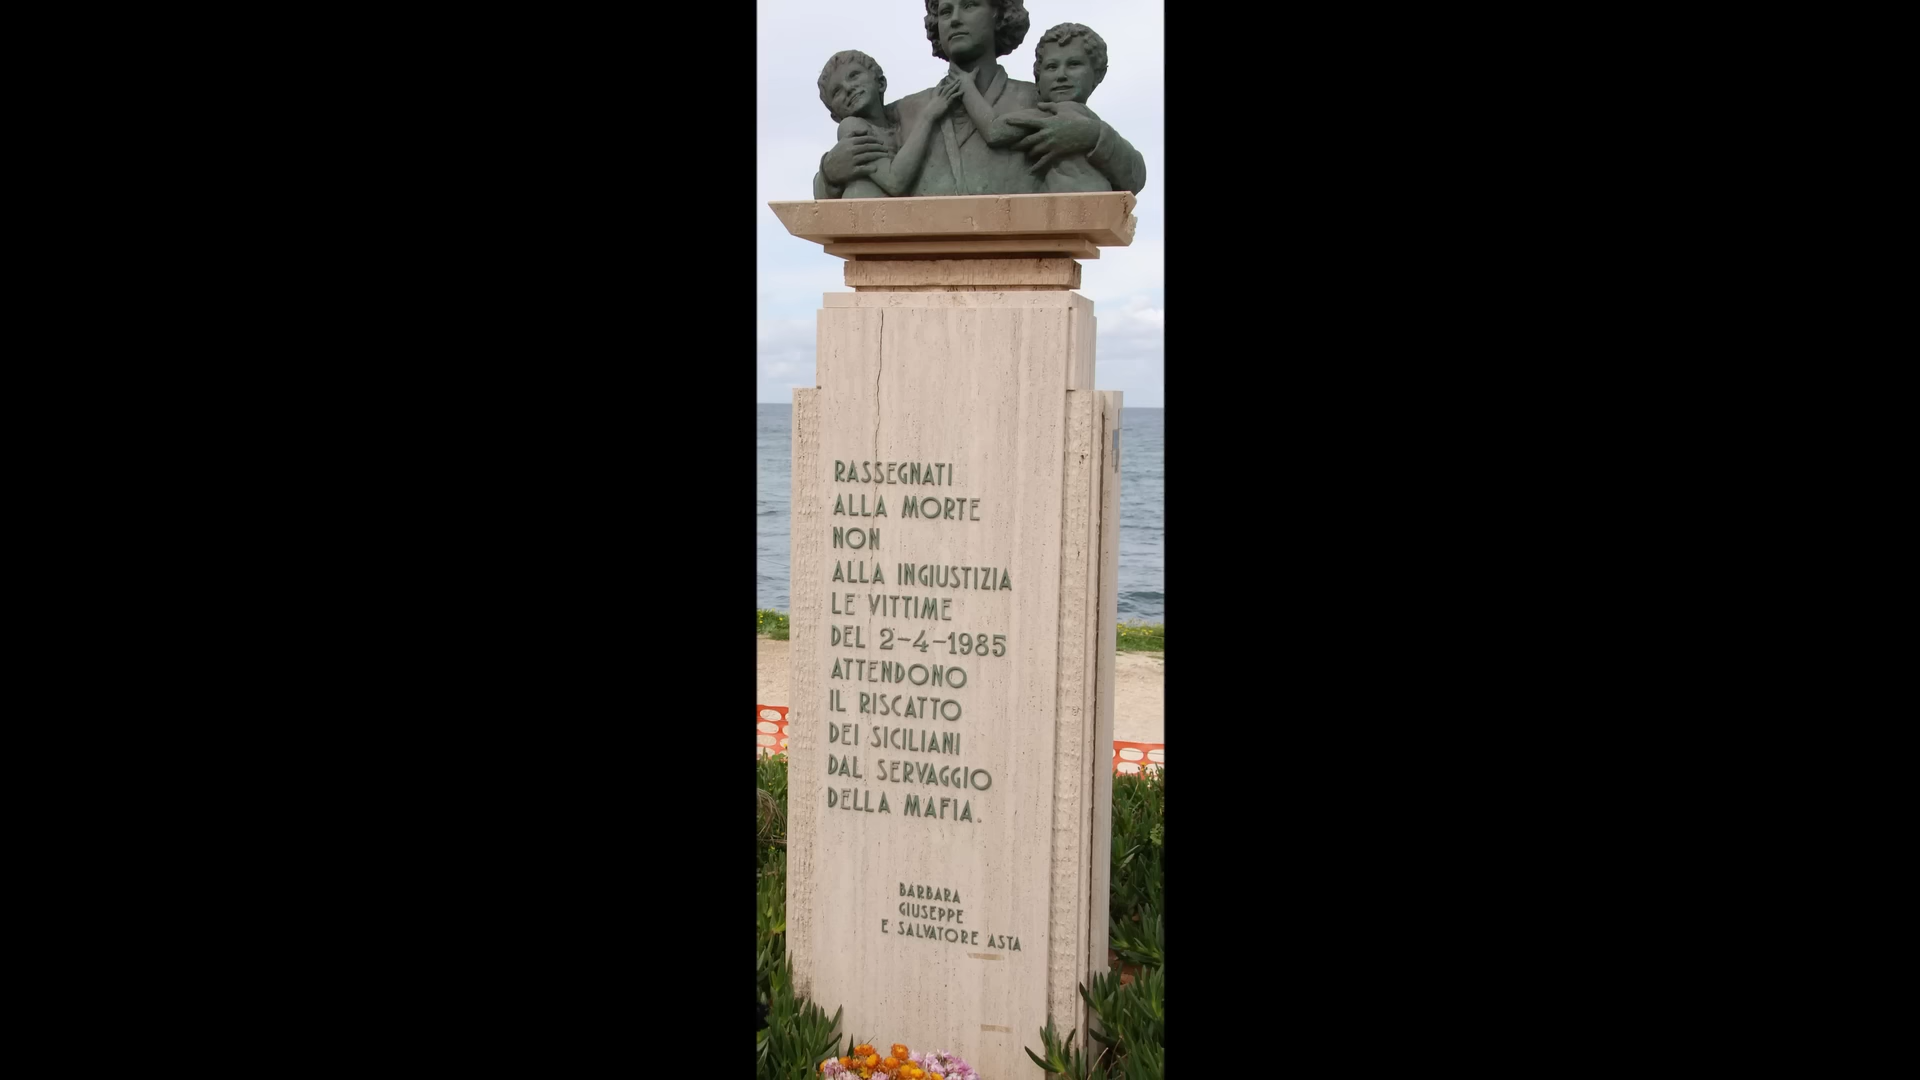 RASSEGNATI
ALLA MORTE
NON
ALLA INGIUSTIZIA
LE VITTIME
DEL 2-4-1985
ATTENDONO
IL RISCATTO
DEI SICILIANI
DAL SERVAGGIO
DELLA MAFIA.
BARBARA
GIUSEPPE
E SALVATORE ASTA